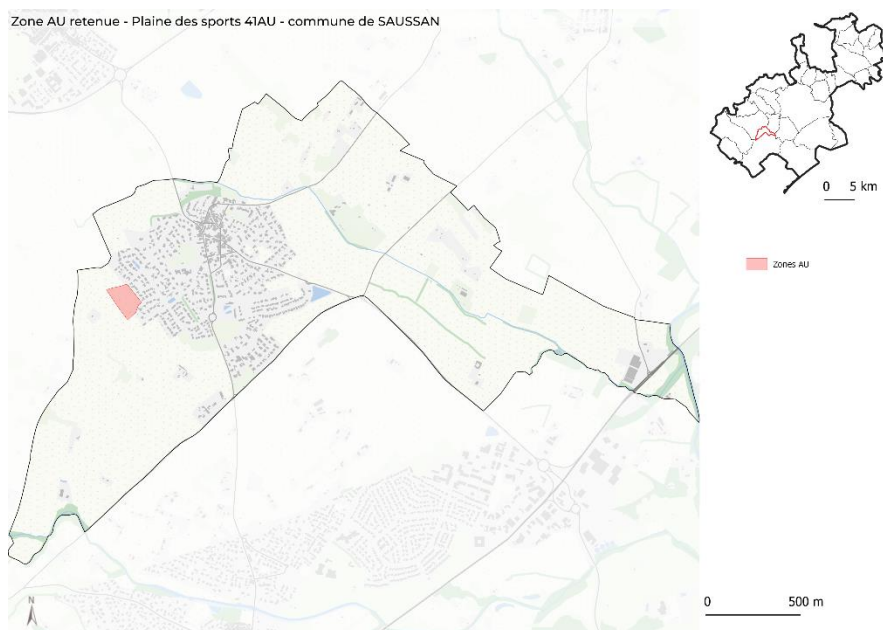 Zone AU retenue - Plaine des sports 41AU - commune de SAUSSAN
0 5 km
Zones AU
N
0 500 m